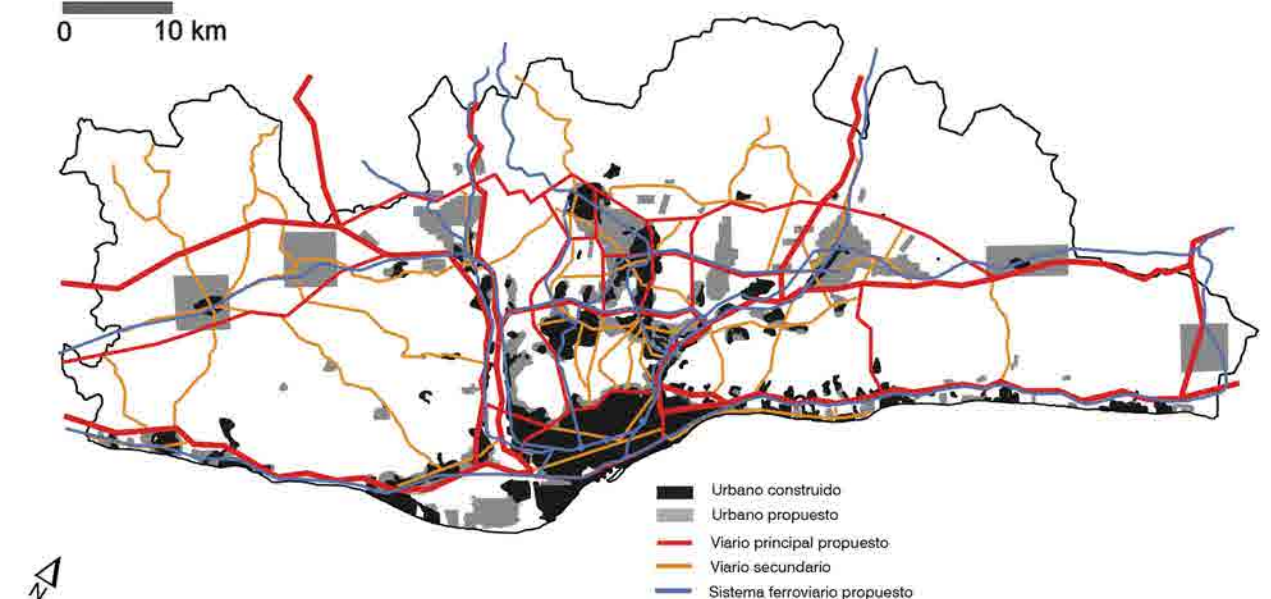 0 10 km
Urbano construido
Urbano propuesto
Viario principal propuesto
Viario secundario
Sistema ferroviario propuesto
N